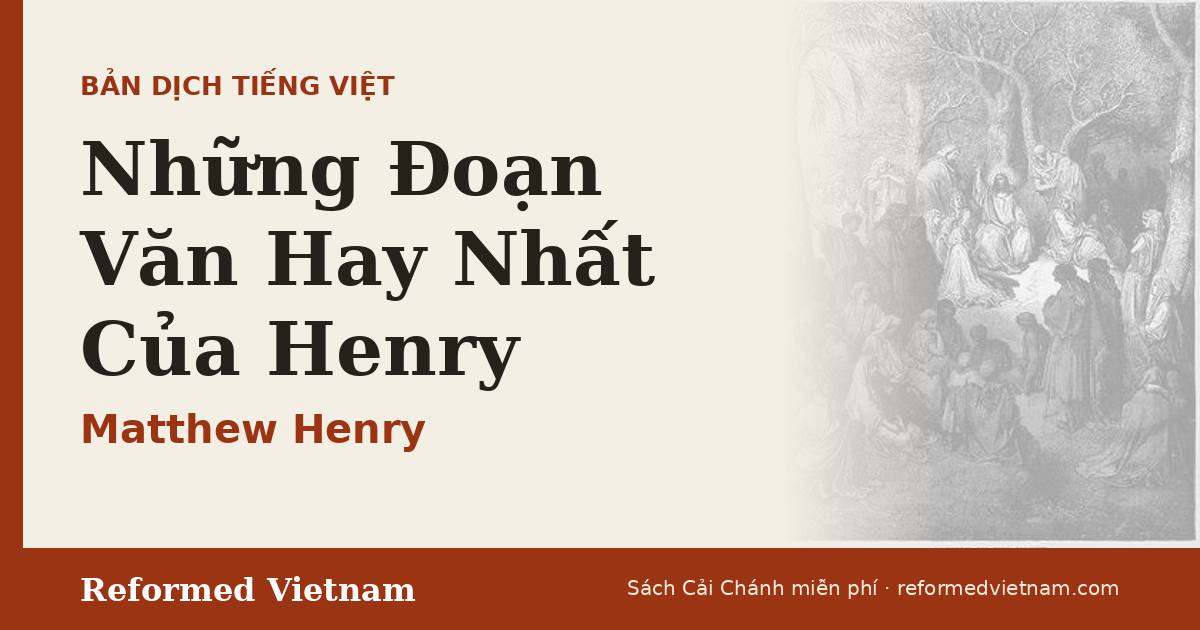 BẢN DỊCH TIẾNG VIỆT
Những Đoạn
Văn Hay Nhất
Của Henry
Matthew Henry
Reformed Vietnam
Sách Cải Chánh miễn phí · reformedvietnam.com